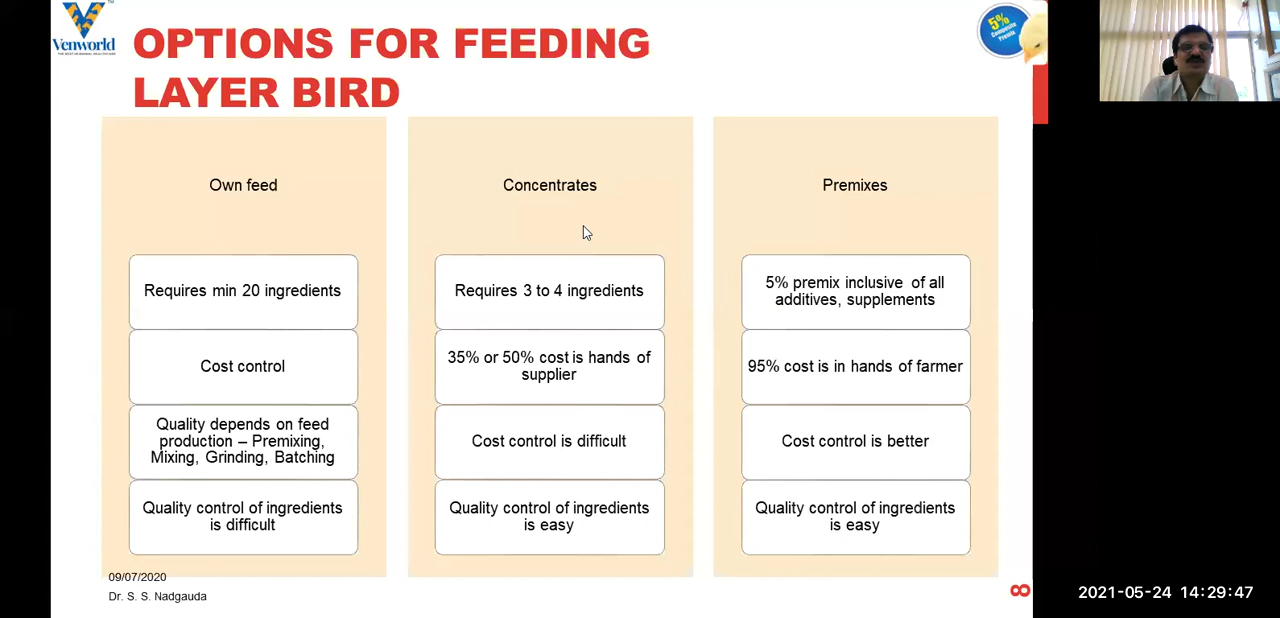 Venworld
OPTIONS FOR FEEDING
LAYER BIRD
5%
Composite
Premix
Own feed
Requires min 20 ingredients
Cost control
Quality depends on feed
production – Premixing,
Mixing, Grinding, Batching
Quality control of ingredients
is difficult
Concentrates
Requires 3 to 4 ingredients
35% or 50% cost is hands of
supplier
Cost control is difficult
Quality control of ingredients
is easy
Premixes
5% premix inclusive of all
additives, supplements
95% cost is in hands of farmer
Cost control is better
Quality control of ingredients
is easy
09/07/2020
Dr. S. S. Nadgauda
8
2021-05-24 14:29:47